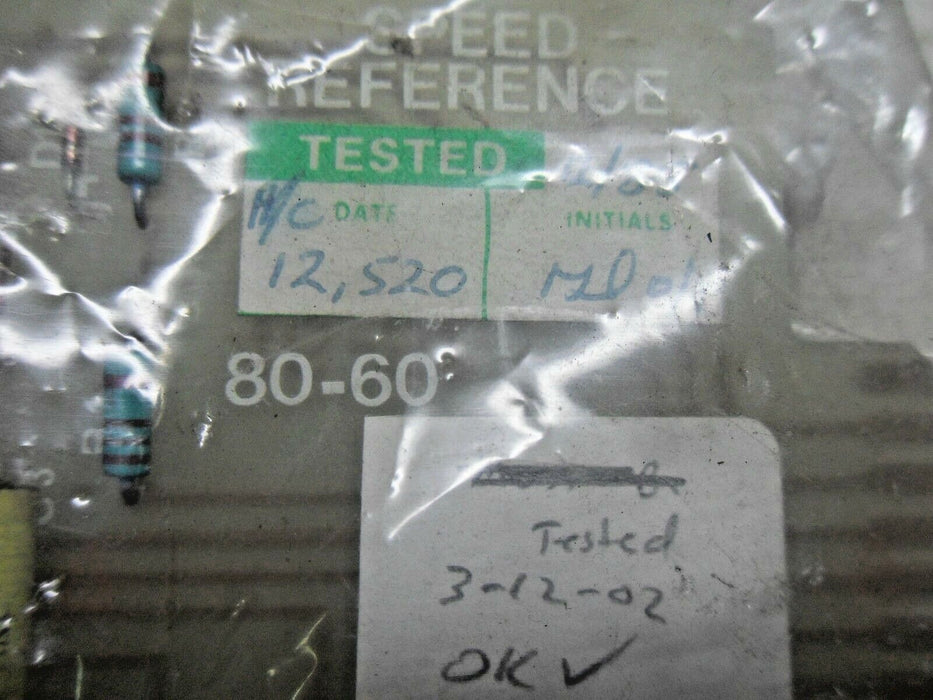 SPEED
REFERENCE
TESTED
A/C DATE INITIALS
12,520
80-60
Tested
3-12-02
OK ✓